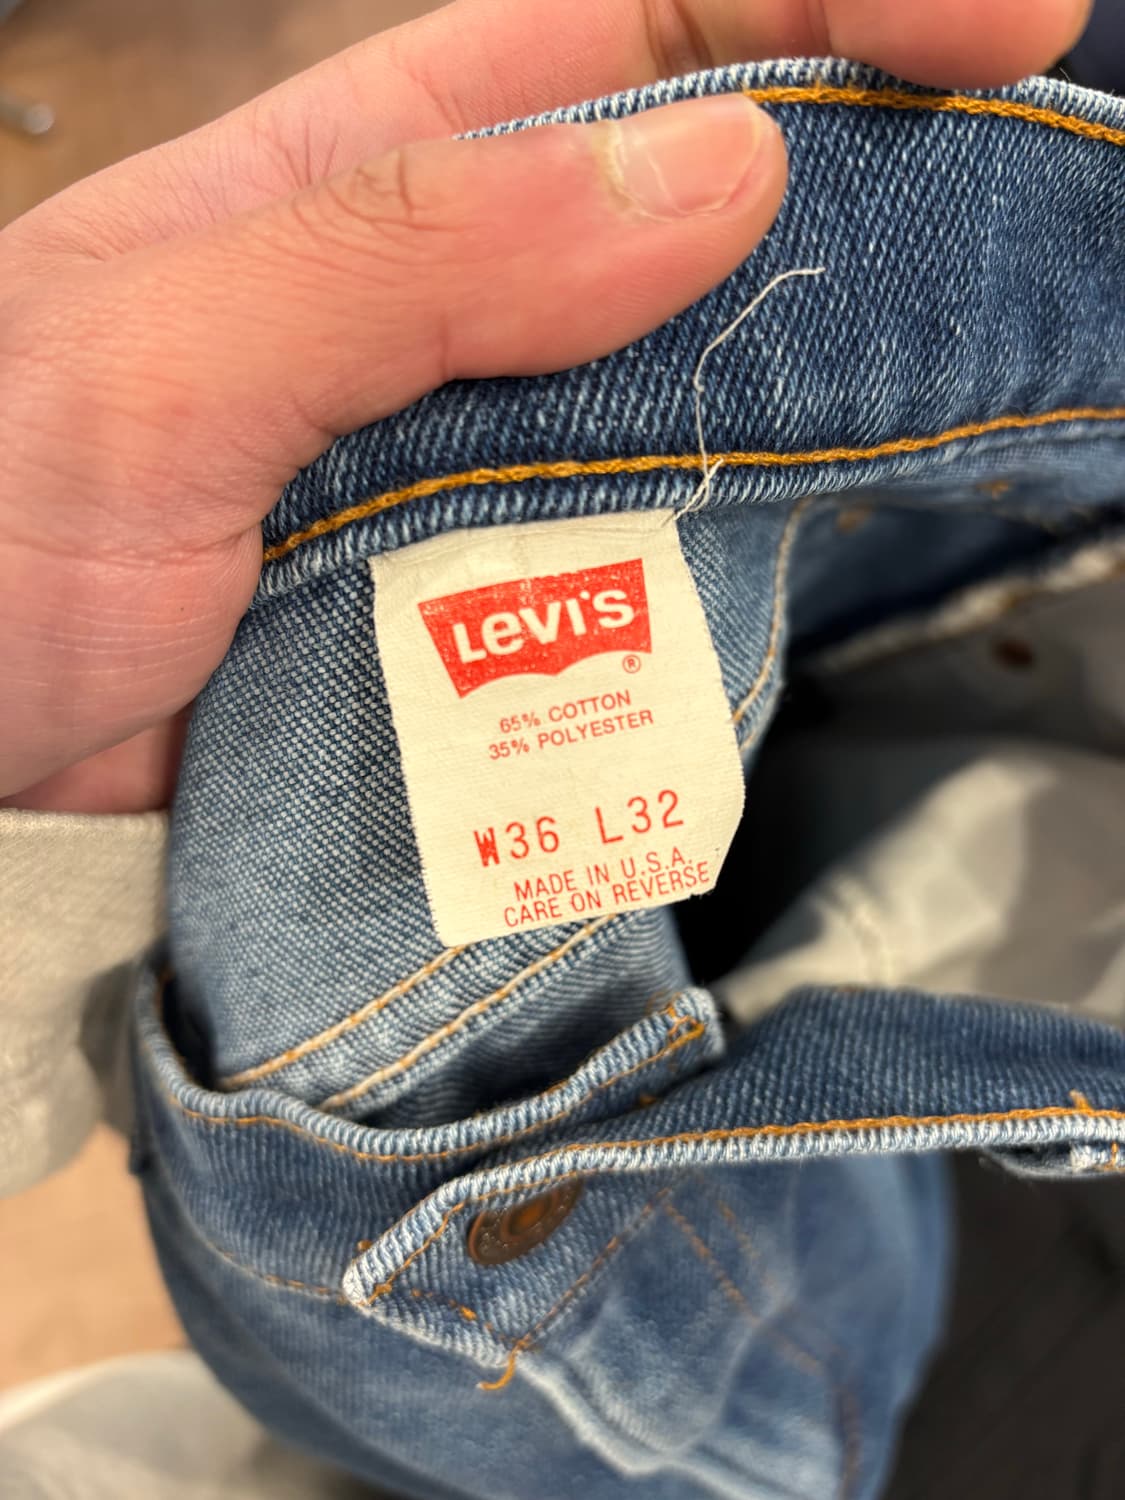 Levi's
®
65% COTTON
35% POLYESTER
W36 L32
MADE IN U.S.A.
CARE ON REVERSE